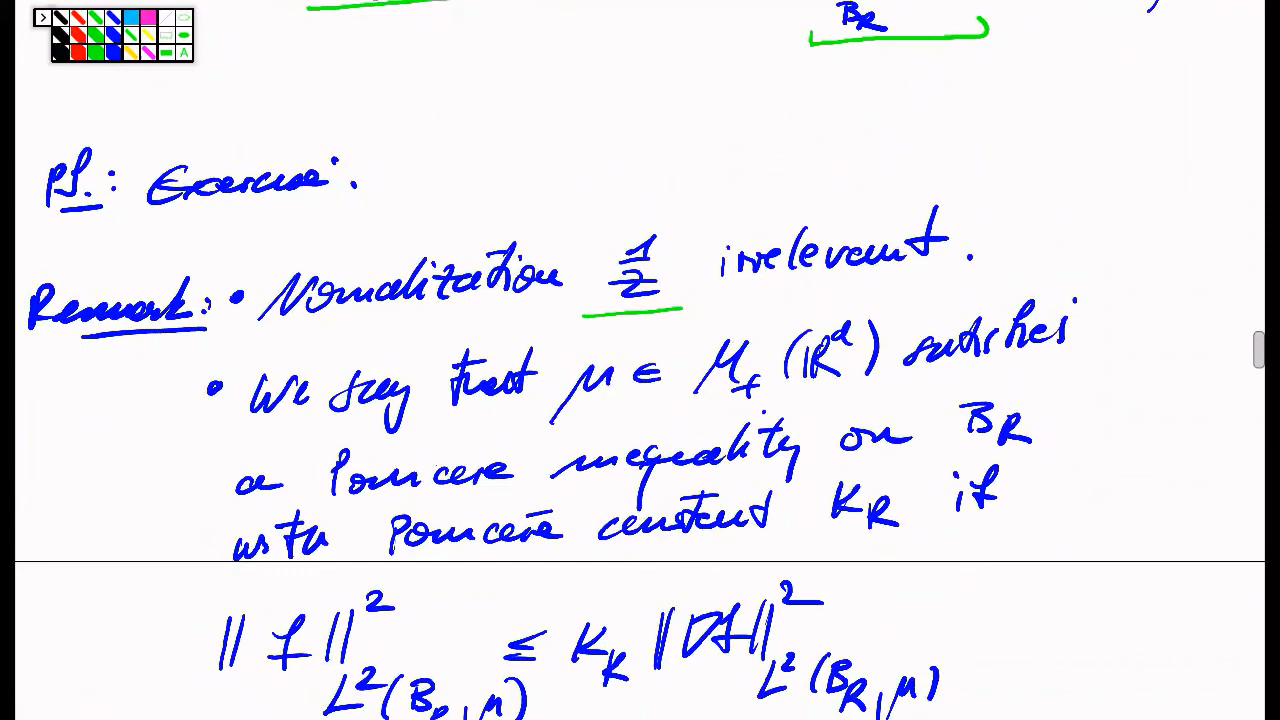 B_R
Pf.: Exercise.
Remark: • Normalization 1/Z irrelevant.
• We say that μ ∈ M_f (ℝ^d) satisfies
a Poincaré inequality on B_R
with Poincaré constant K_R if
‖ f ‖²_{L²(B_R, μ)} ≤ K_R ‖∇f‖²_{L²(B_R, μ)}